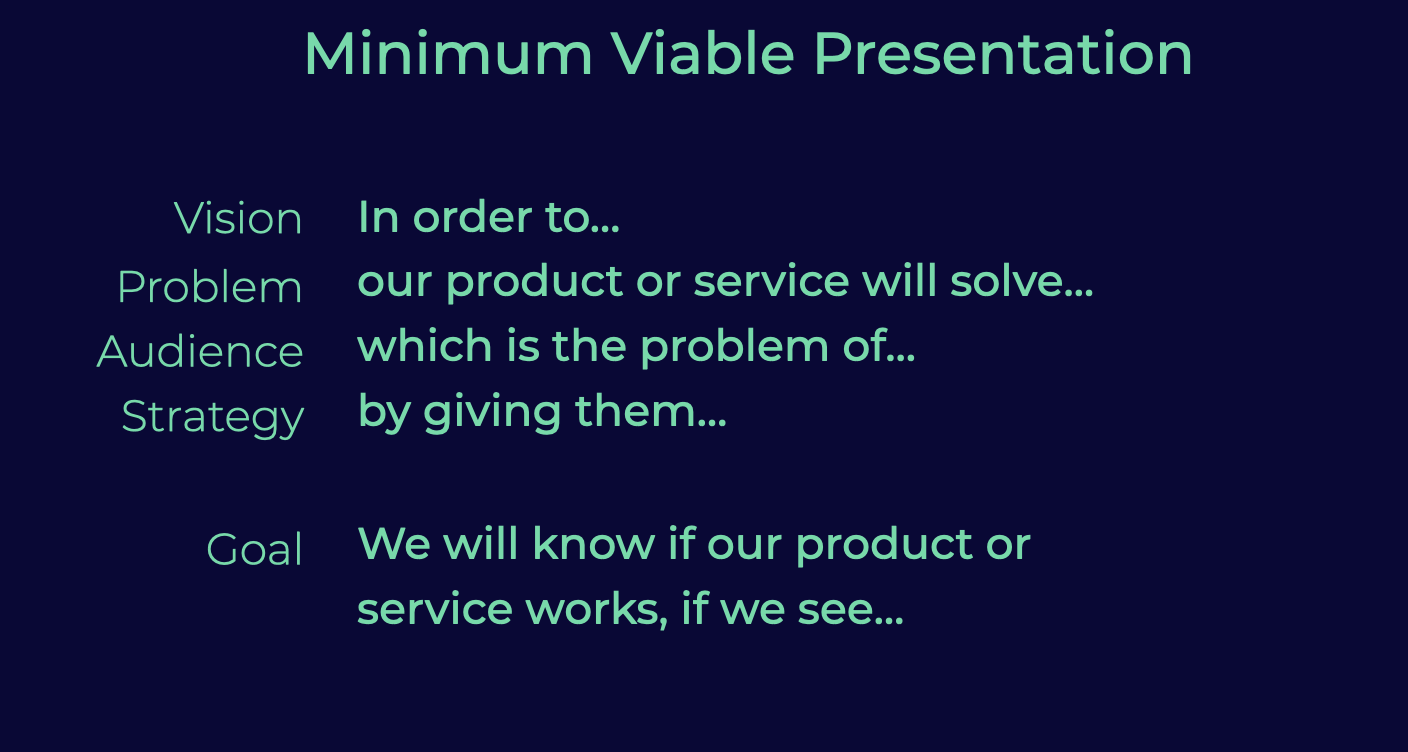 Minimum Viable Presentation
Vision In order to...
Problem our product or service will solve...
Audience which is the problem of...
Strategy by giving them...
Goal We will know if our product or
service works, if we see...